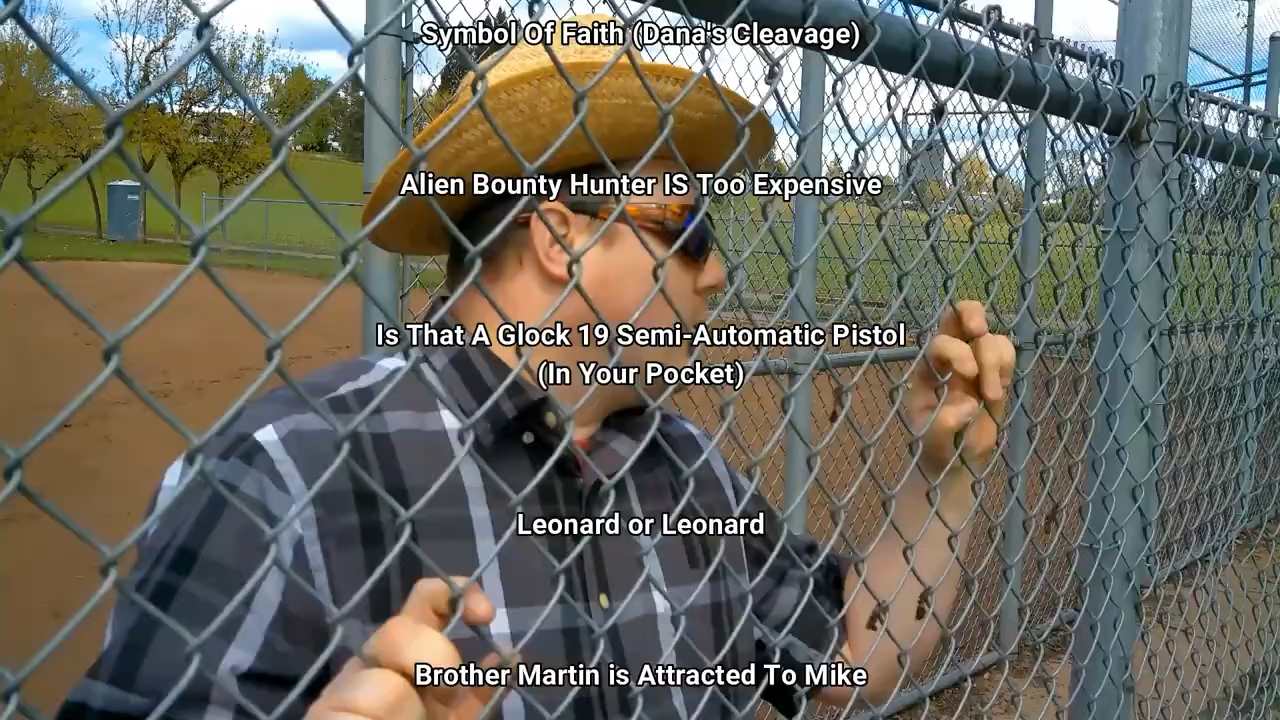 Symbol Of Faith (Dana's Cleavage)
Alien Bounty Hunter IS Too Expensive
Is That A Glock 19 Semi-Automatic Pistol
(In Your Pocket)
Leonard or Leonard
Brother Martin is Attracted To Mike